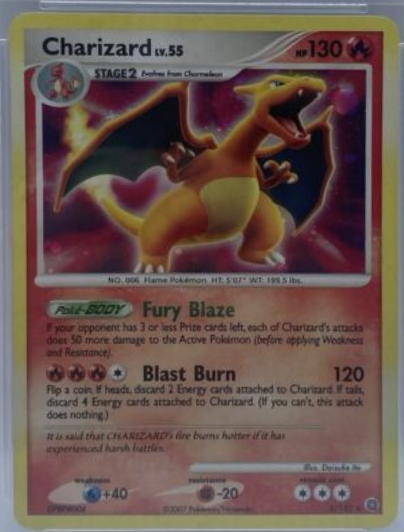 Charizard LV.55 HP130
STAGE2 Evolves from Charmeleon
NO. 006 Flame Pokémon HT: 5'07" WT: 199.5 lbs.
Poké-BODY Fury Blaze
If your opponent has 3 or less Prize cards left, each of Charizard's attacks
does 50 more damage to the Active Pokémon (before applying Weakness
and Resistance).
Blast Burn 120
Flip a coin. If heads, discard 2 Energy cards attached to Charizard. If tails,
discard 4 Energy cards attached to Charizard. (If you can't, this attack
does nothing.)
It is said that CHARIZARD's fire burns hotter if it has
experienced harsh battles.
Illus. Daisuke Ito
weakness resistance retreat cost
+40 -20
©2007 Pokémon/Nintendo